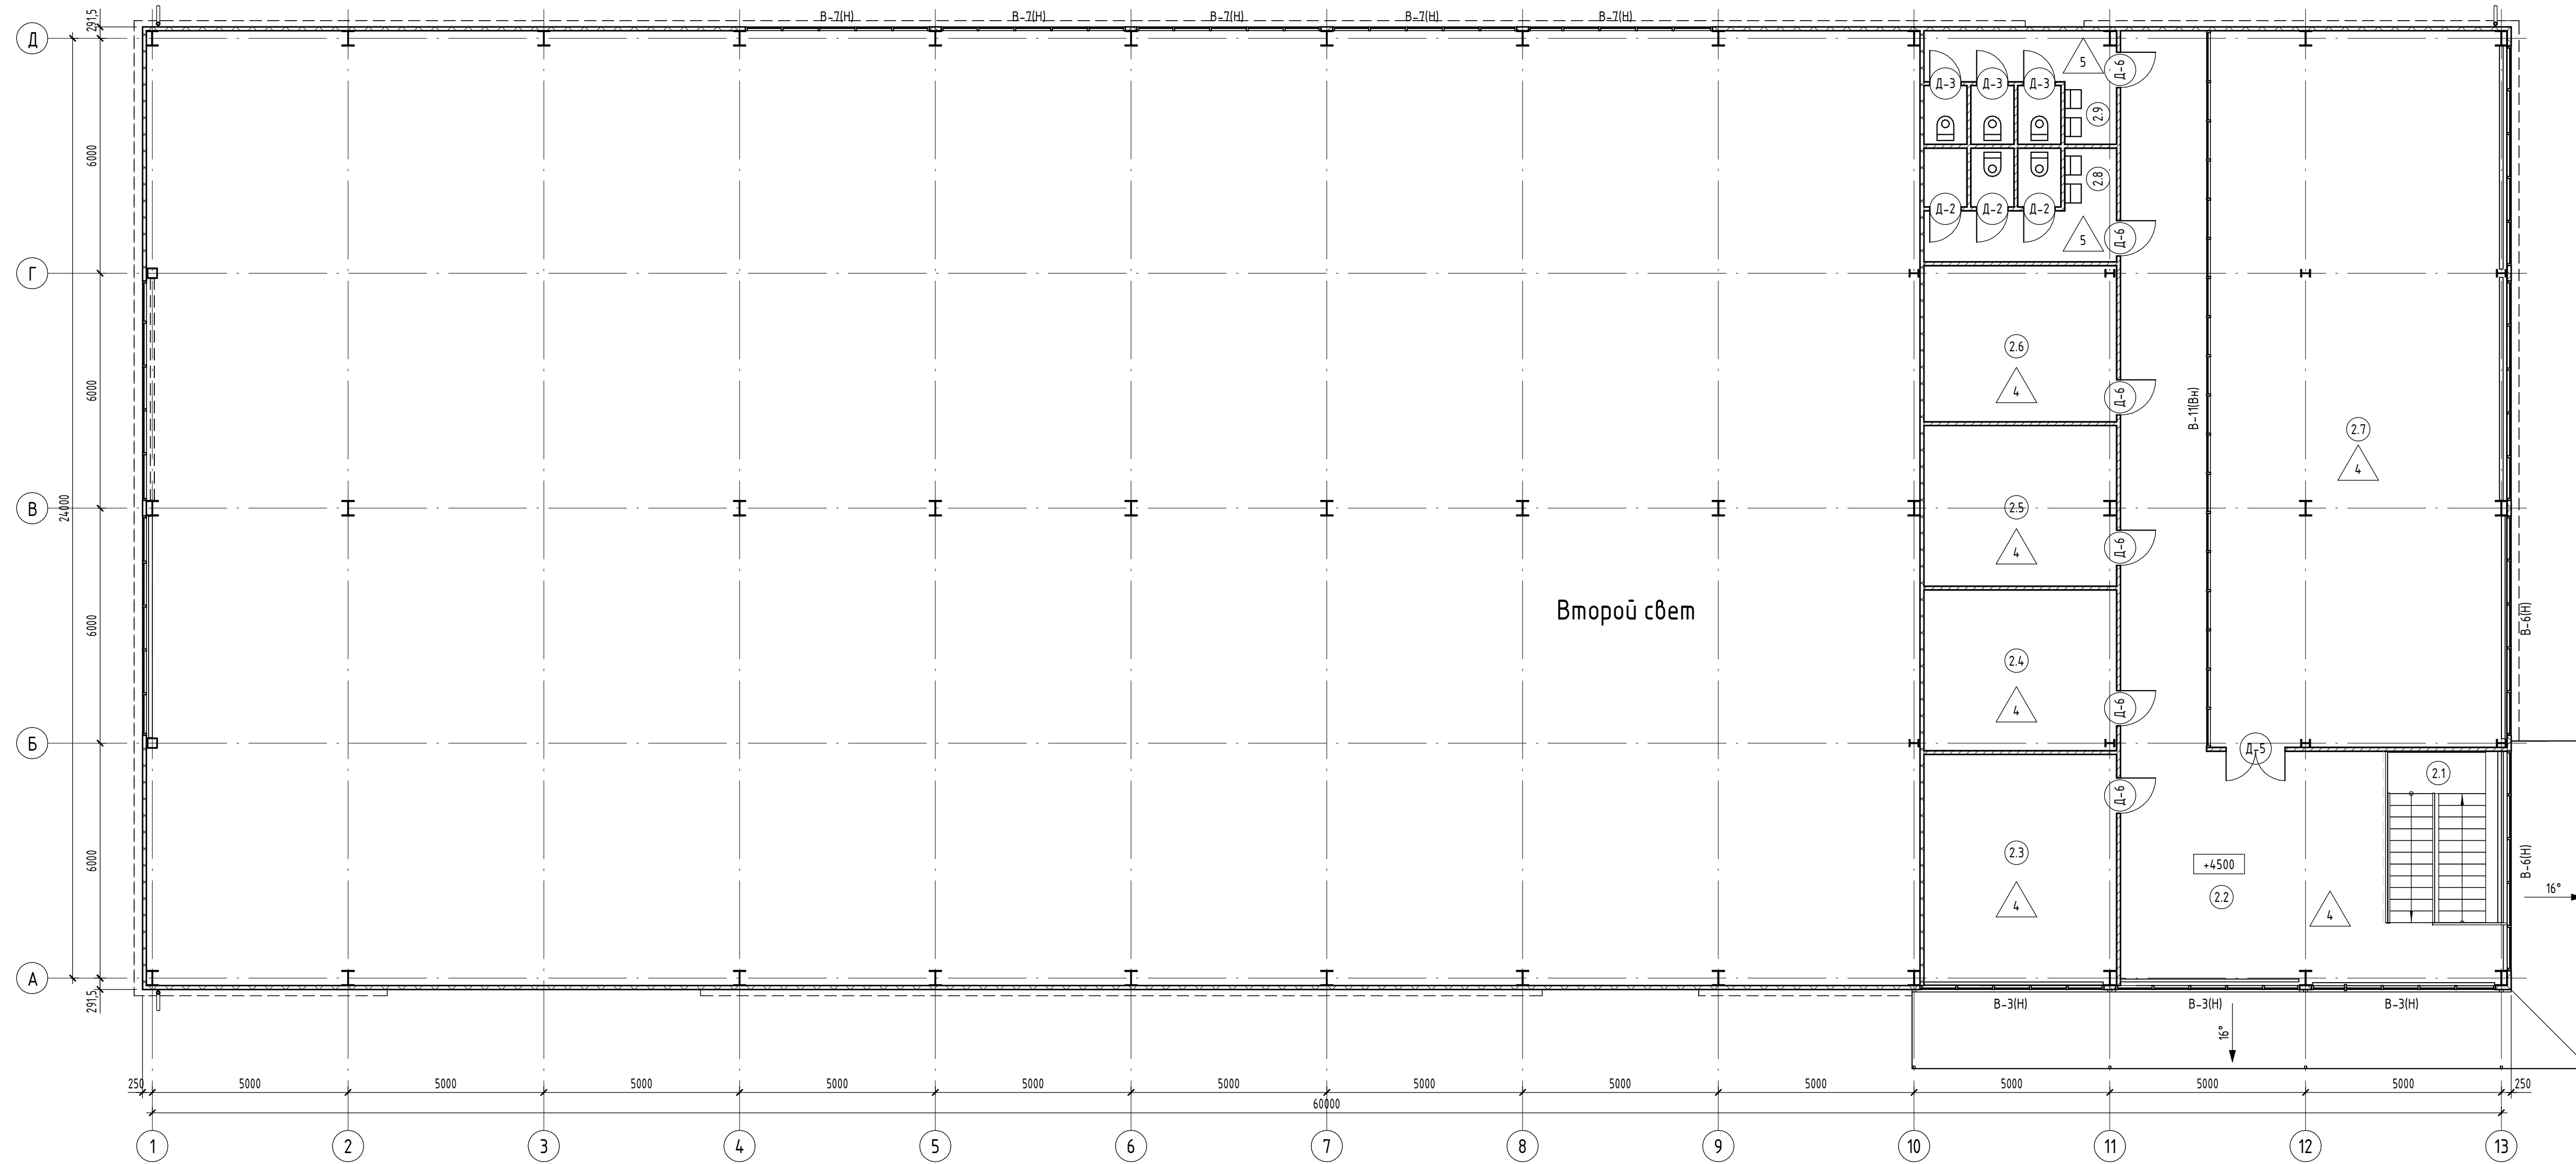 291,5
В-7(Н) В-7(Н) В-7(Н) В-7(Н) В-7(Н)
Д
5
Д-6
Д-3 Д-3 Д-3
2.9
6000
2.8
Д-2 Д-2 Д-2
5
Д-6
Г
2.6
4
Д-6
6000
В-11(Вн)
2.7
4
В
24000
2.5
4
Д-6
Второй свет
6000
В-6(Н)
2.4
4
Д-6
Б
Д-5
2.1
Д-6
2.3
4
6000
+4500
2.2
4
В-6(Н)
16°
А
291,5
В-3(Н) В-3(Н) В-3(Н)
16°
250 5000 5000 5000 5000 5000 5000 5000 5000 5000 5000 5000 5000 250
60000
1 2 3 4 5 6 7 8 9 10 11 12 13